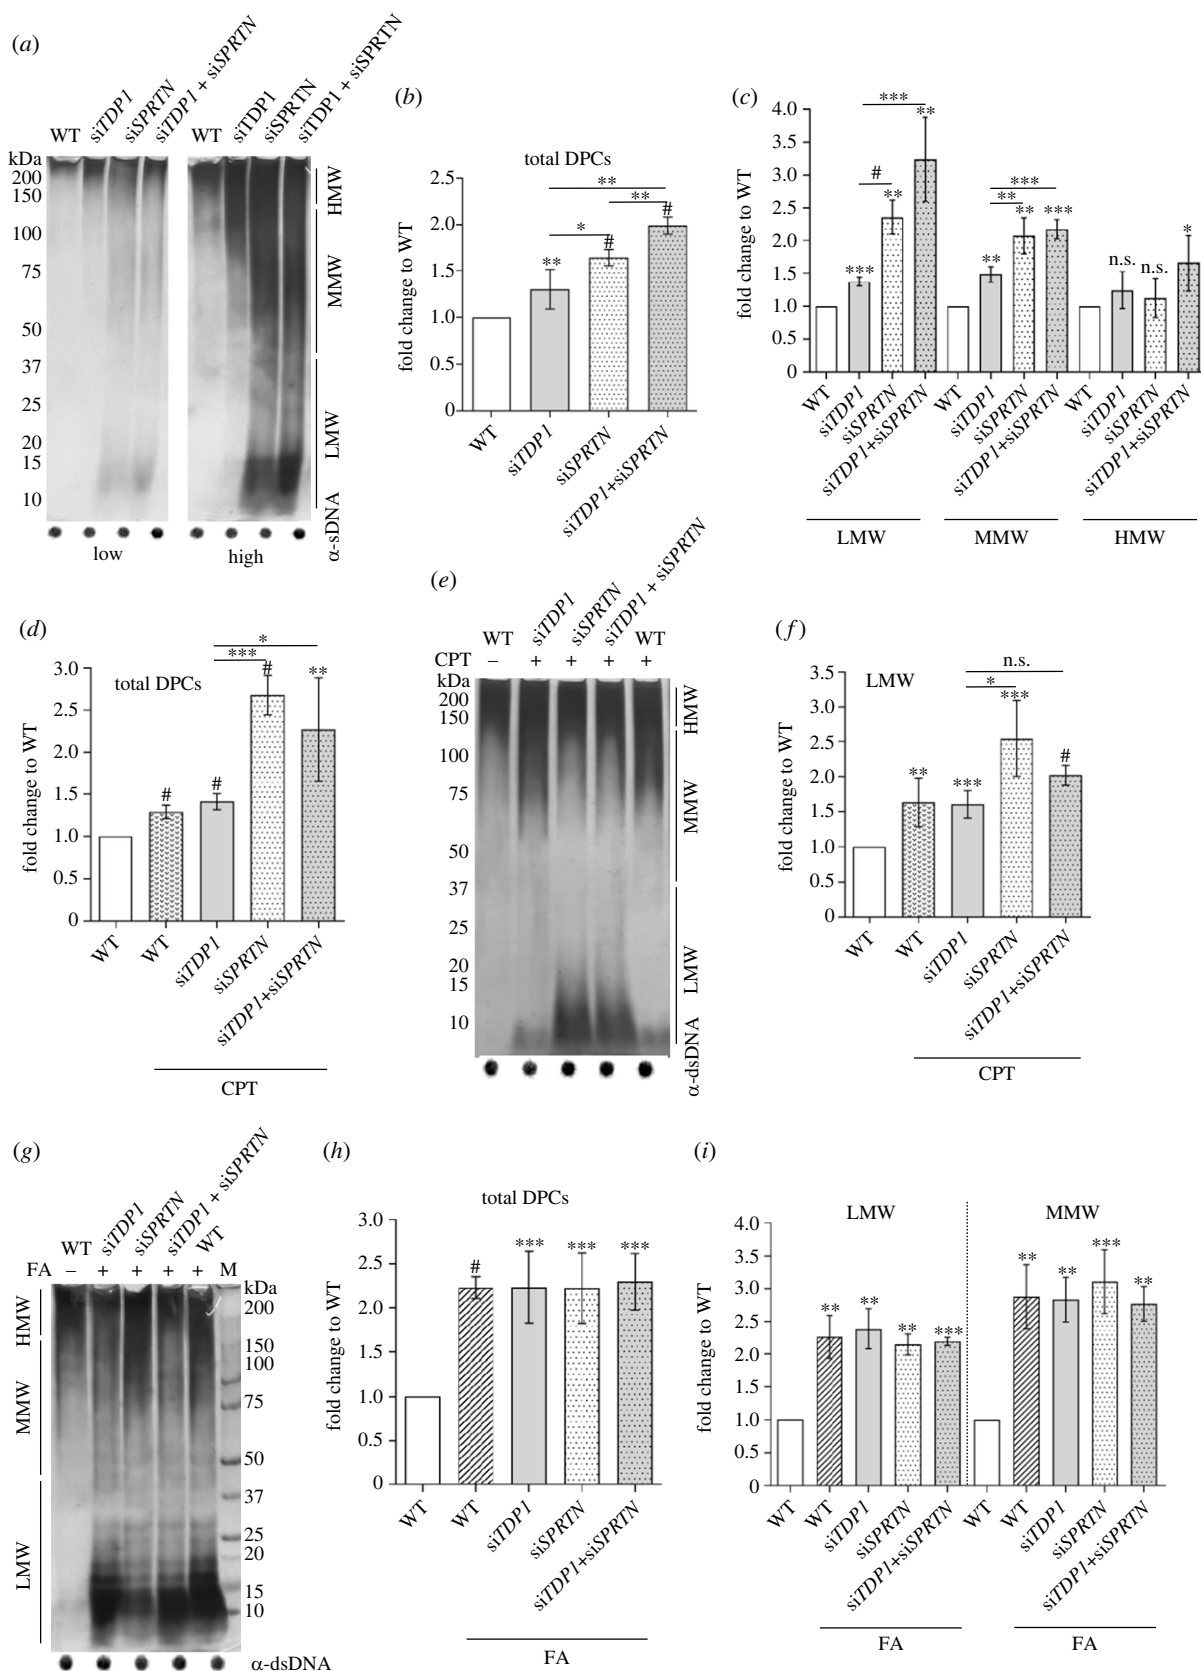 (a)
WT siTDP1 siSPRTN siTDP1 + siSPRTN
WT siTDP1 siSPRTN siTDP1 + siSPRTN
kDa
200
150
100
75
50
37
25
20
15
10
HMW
MMW
LMW
α-sDNA
low high
(b)
total DPCs
fold change to WT
2.5
2.0
1.5
1.0
0.5
0
** ** * ** # #
WT siTDP1 siSPRTN siTDP1+siSPRTN
(c)
fold change to WT
4.0
3.5
3.0
2.5
2.0
1.5
1.0
0.5
0
*** # *** ** **
*** ** ** ** ***
n.s. n.s. *
WT siTDP1 siSPRTN siTDP1+siSPRTN
WT siTDP1 siSPRTN siTDP1+siSPRTN
WT siTDP1 siSPRTN siTDP1+siSPRTN
LMW MMW HMW
(d)
total DPCs
fold change to WT
3.0
2.5
2.0
1.5
1.0
0.5
0
* *** # # # **
WT WT siTDP1 siSPRTN siTDP1+siSPRTN
CPT
(e)
WT siTDP1 siSPRTN siTDP1 + siSPRTN WT
CPT – + + + +
kDa
200
150
100
75
50
37
25
20
15
10
HMW
MMW
LMW
α-dsDNA
(f)
LMW
fold change to WT
3.5
3.0
2.5
2.0
1.5
1.0
0.5
0
n.s. * ** *** *** #
WT WT siTDP1 siSPRTN siTDP1+siSPRTN
CPT
(g)
WT siTDP1 siSPRTN siTDP1 + siSPRTN WT
FA – + + + + M
kDa
200
150
100
75
50
37
25
20
15
10
HMW
MMW
LMW
α-dsDNA
(h)
total DPCs
fold change to WT
3.0
2.5
2.0
1.5
1.0
0.5
0
# *** *** ***
WT WT siTDP1 siSPRTN siTDP1+siSPRTN
FA
(i)
LMW MMW
fold change to WT
4.0
3.5
3.0
2.5
2.0
1.5
1.0
0.5
0
** ** ** ***
** ** *** **
WT WT siTDP1 siSPRTN siTDP1+siSPRTN
WT WT siTDP1 siSPRTN siTDP1+siSPRTN
FA FA